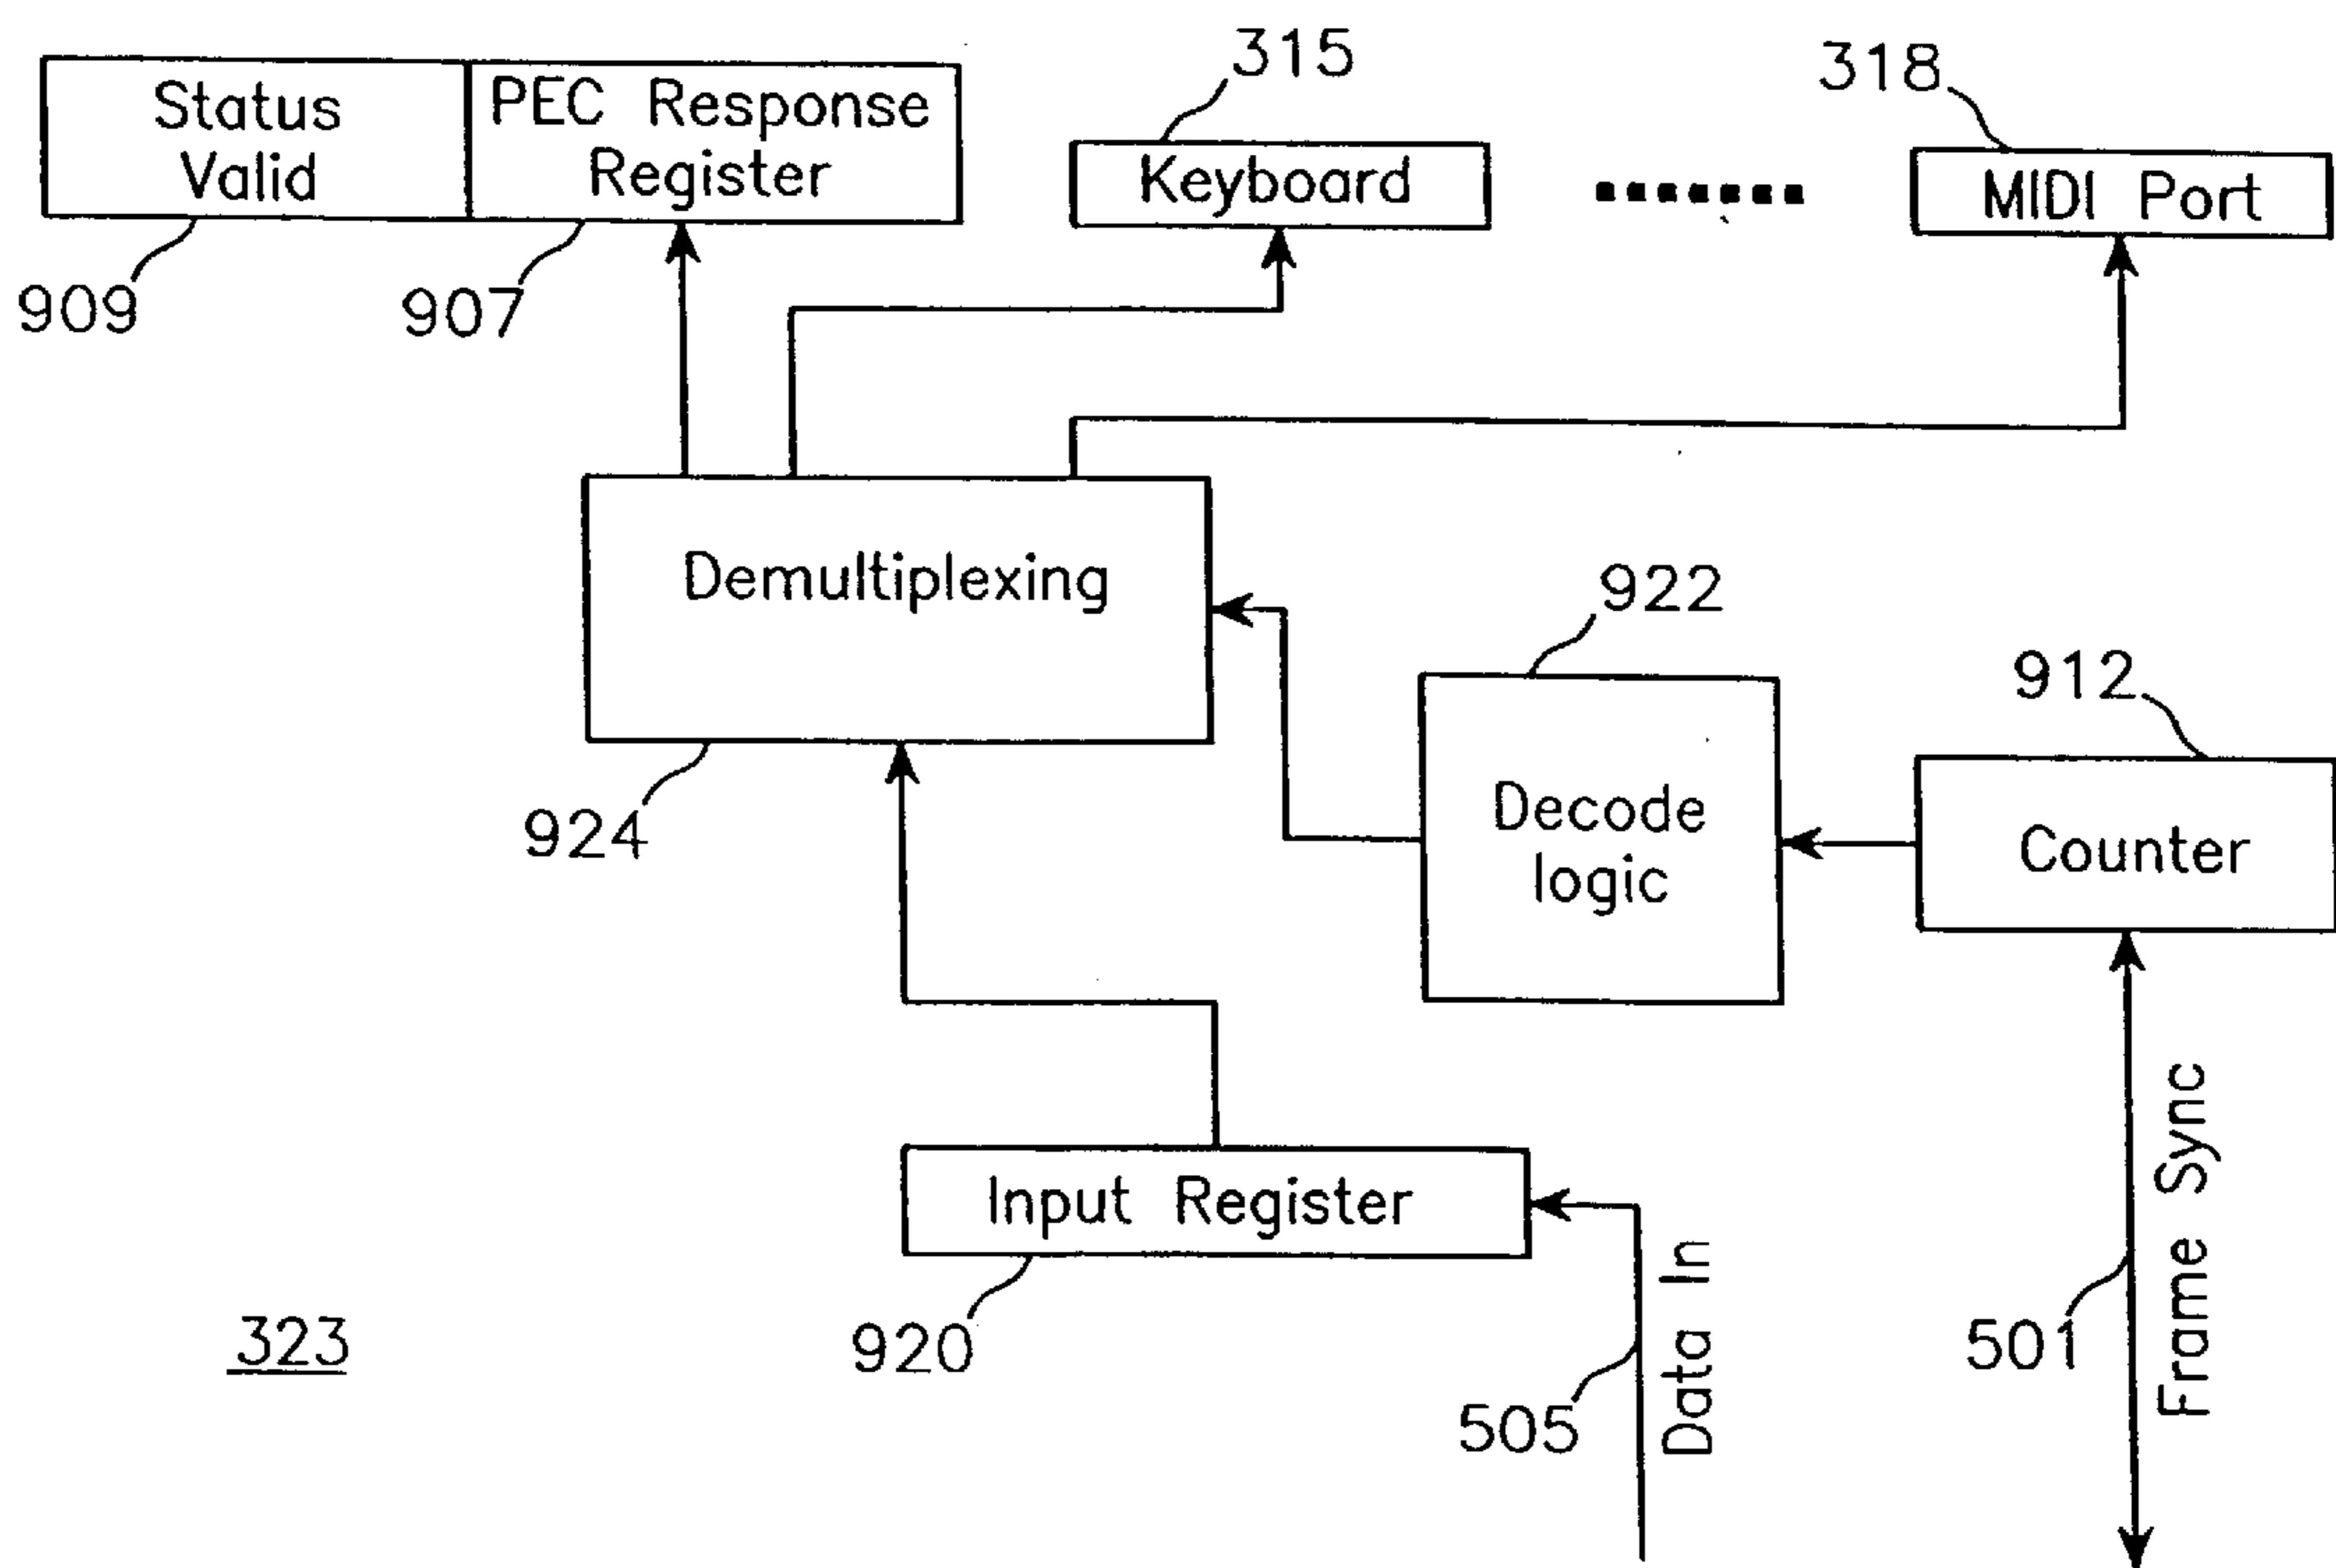 315
318
Status
Valid
PEC Response
Register
Keyboard
MIDI Port
909
907
Demultiplexing
922
912
924
Decode
logic
Counter
Input Register
920
323
505
Data In
501
Frame Sync